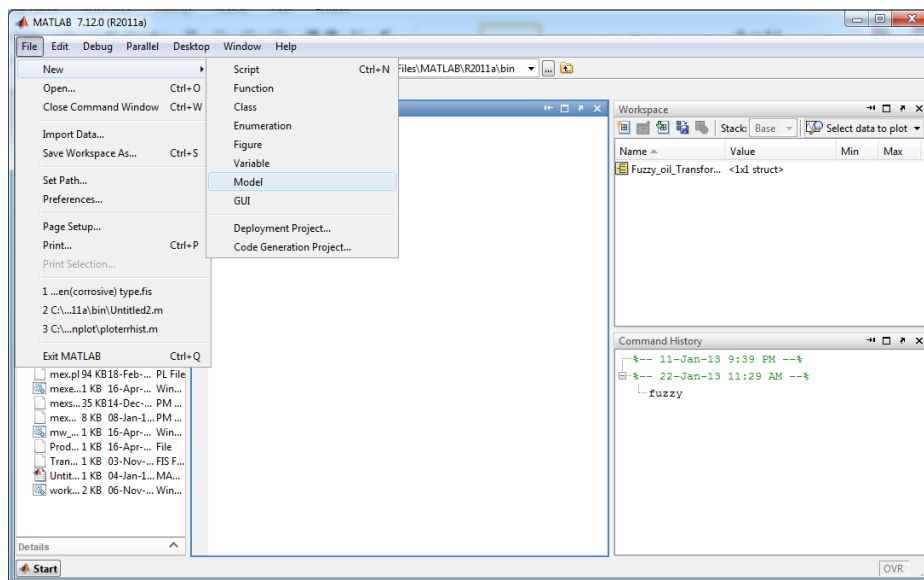 MATLAB 7.12.0 (R2011a)
File Edit Debug Parallel Desktop Window Help
New
Open... Ctrl+O
Close Command Window Ctrl+W
Import Data...
Save Workspace As... Ctrl+S
Set Path...
Preferences...
Page Setup...
Print... Ctrl+P
Print Selection...
1 ...en(corrosive) type.fis
2 C:\...11a\bin\Untitled2.m
3 C:\...nplot\ploterrhist.m
Exit MATLAB Ctrl+Q
Script Ctrl+N
Function
Class
Enumeration
Figure
Variable
Model
GUI
Deployment Project...
Code Generation Project...
Files\MATLAB\R2011a\bin
mex.pl 94 KB 18-Feb-... PL File
mexe... 1 KB 16-Apr-... Win...
mexs... 35 KB 14-Dec-... PM ...
mex... 8 KB 08-Jan-1... PM ...
mw_... 1 KB 16-Apr-... Win...
Prod... 1 KB 16-Apr-... File
Tran... 1 KB 03-Nov-... FIS F...
Untit... 1 KB 04-Jan-1... MA...
work... 2 KB 06-Nov-... Win...
Details
Workspace
Stack: Base Select data to plot
Name Value Min Max
Fuzzy_oil_Transfor... <1x1 struct>
Command History
%-- 11-Jan-13 9:39 PM --%
%-- 22-Jan-13 11:29 AM --%
fuzzy
Start
OVR